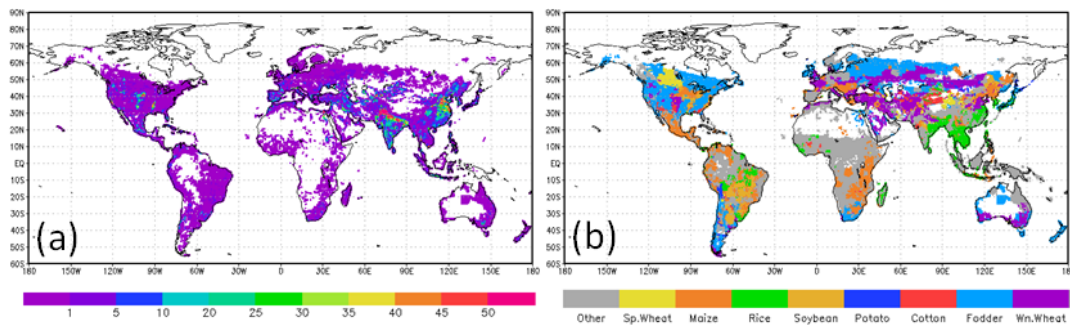 90N
80N
70N
60N
50N
40N
30N
20N
10N
EQ
10S
20S
30S
40S
50S
60S
(a)
180 150W 120W 90W 60W 30W 0 30E 60E 90E 120E 150E 180
1 5 10 20 25 30 35 40 45 50
90N
80N
70N
60N
50N
40N
30N
20N
10N
EQ
10S
20S
30S
40S
50S
60S
(b)
180 150W 120W 90W 60W 30W 0 30E 60E 90E 120E 150E 180
Other Sp.Wheat Maize Rice Soybean Potato Cotton Fodder Wn.Wheat